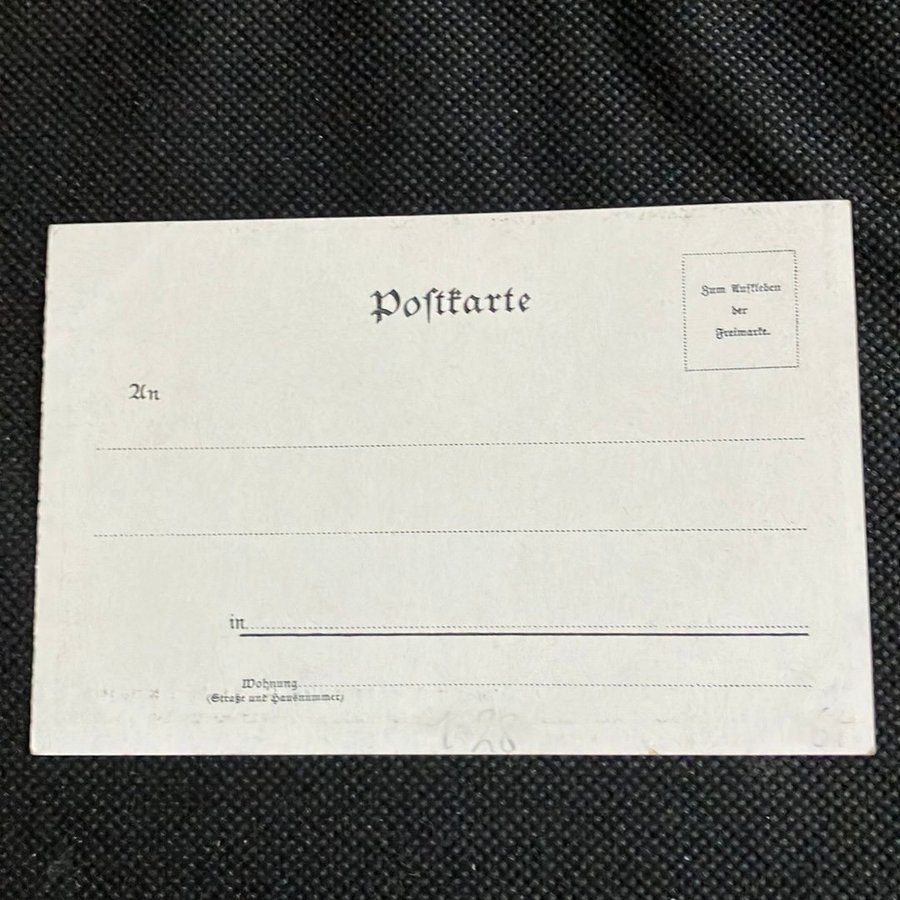 Postkarte
Zum Aufkleben
der
Freimarke.
An
in
Wohnung
(Straße und Hausnummer)